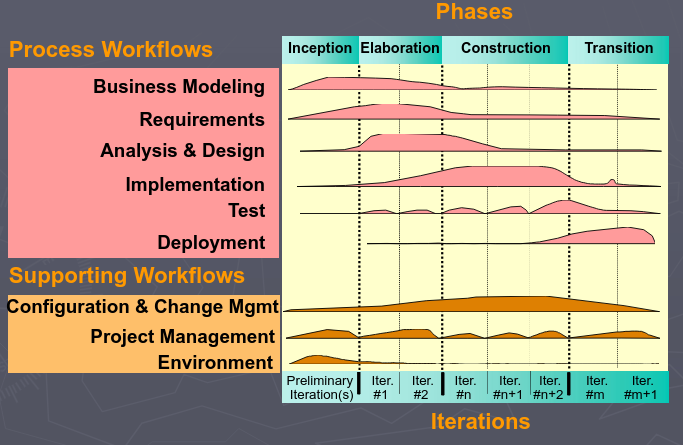 Phases
Process Workflows
Inception Elaboration Construction Transition
Business Modeling
Requirements
Analysis & Design
Implementation
Test
Deployment
Supporting Workflows
Configuration & Change Mgmt
Project Management
Environment
Preliminary Iter. Iter. Iter. Iter. Iter. Iter. Iter.
Iteration(s) #1 #2 #n #n+1 #n+2 #m #m+1
Iterations